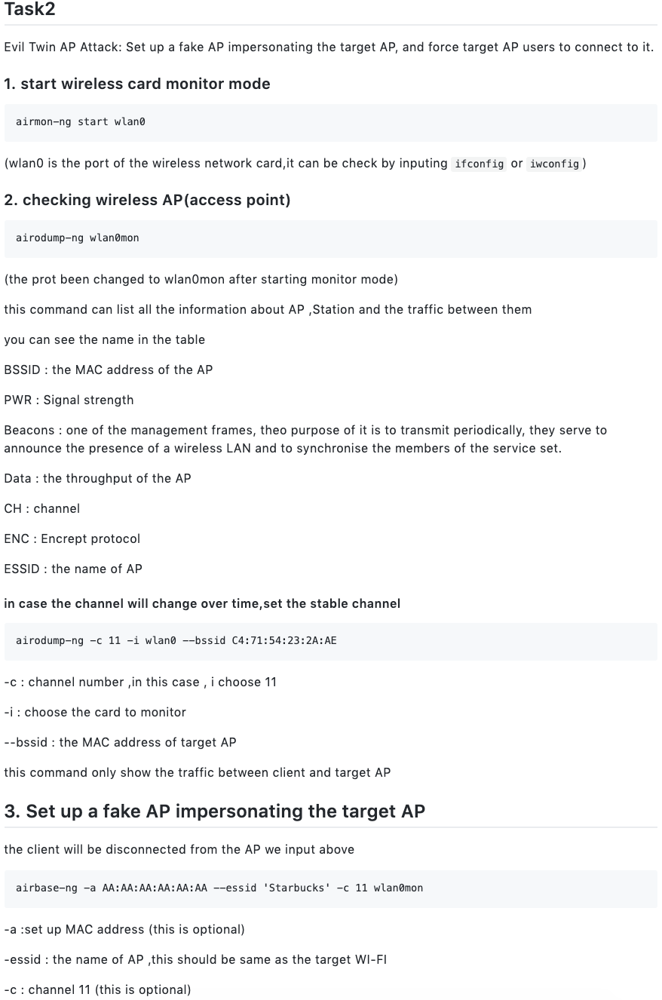 Task2
Evil Twin AP Attack: Set up a fake AP impersonating the target AP, and force target AP users to connect to it.
1. start wireless card monitor mode
airmon-ng start wlan0
(wlan0 is the port of the wireless network card,it can be check by inputing ifconfig or iwconfig)
2. checking wireless AP(access point)
airodump-ng wlan0mon
(the prot been changed to wlan0mon after starting monitor mode)
this command can list all the information about AP ,Station and the traffic between them
you can see the name in the table
BSSID : the MAC address of the AP
PWR : Signal strength
Beacons : one of the management frames, theo purpose of it is to transmit periodically, they serve to
announce the presence of a wireless LAN and to synchronise the members of the service set.
Data : the throughput of the AP
CH : channel
ENC : Encrept protocol
ESSID : the name of AP
in case the channel will change over time,set the stable channel
airodump-ng -c 11 -i wlan0 --bssid C4:71:54:23:2A:AE
-c : channel number ,in this case , i choose 11
-i : choose the card to monitor
--bssid : the MAC address of target AP
this command only show the traffic between client and target AP
3. Set up a fake AP impersonating the target AP
the client will be disconnected from the AP we input above
airbase-ng -a AA:AA:AA:AA:AA:AA --essid 'Starbucks' -c 11 wlan0mon
-a :set up MAC address (this is optional)
-essid : the name of AP ,this should be same as the target WI-FI
-c : channel 11 (this is optional)